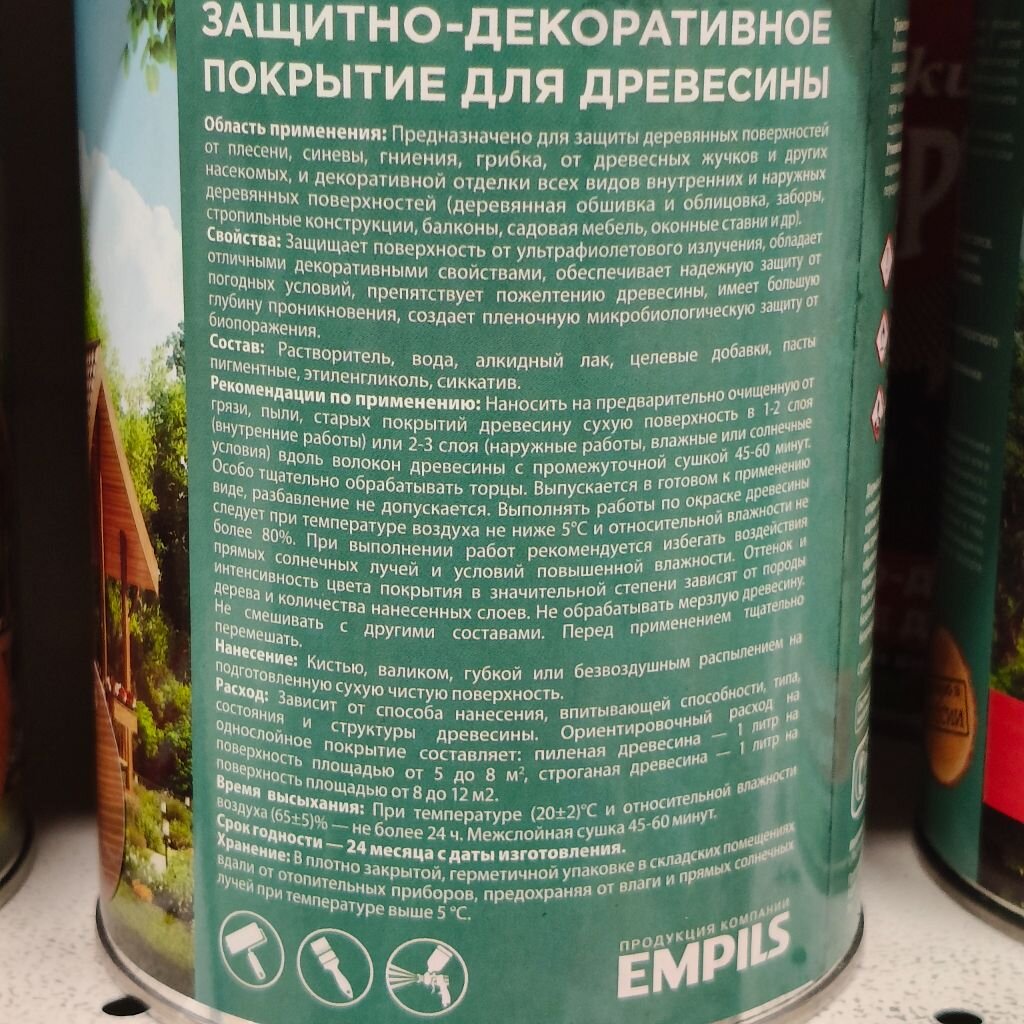 ЗАЩИТНО-ДЕКОРАТИВНОЕ
ПОКРЫТИЕ ДЛЯ ДРЕВЕСИНЫ
Область применения: Предназначено для защиты деревянных поверхностей
от плесени, синевы, гниения, грибка, от древесных жучков и других
насекомых, и декоративной отделки всех видов внутренних и наружных
деревянных поверхностей (деревянная обшивка и облицовка, заборы,
стропильные конструкции, балконы, садовая мебель, оконные ставни и др).
Свойства: Защищает поверхность от ультрафиолетового излучения, обладает
отличными декоративными свойствами, обеспечивает надежную защиту от
погодных условий, препятствует пожелтению древесины, имеет большую
глубину проникновения, создает пленочную микробиологическую защиту от
биопоражения.
Состав: Растворитель, вода, алкидный лак, целевые добавки, пасты
пигментные, этиленгликоль, сиккатив.
Рекомендации по применению: Наносить на предварительно очищенную от
грязи, пыли, старых покрытий древесину сухую поверхность в 1-2 слоя
(внутренние работы) или 2-3 слоя (наружные работы, влажные или солнечные
условия) вдоль волокон древесины с промежуточной сушкой 45-60 минут.
Особо тщательно обрабатывать торцы. Выпускается в готовом к применению
виде, разбавление не допускается. Выполнять работы по окраске древесины
следует при температуре воздуха не ниже 5°С и относительной влажности не
более 80%. При выполнении работ рекомендуется избегать воздействия
прямых солнечных лучей и условий повышенной влажности. Оттенок и
интенсивность цвета покрытия в значительной степени зависят от породы
дерева и количества нанесенных слоев. Не обрабатывать мерзлую древесину.
Не смешивать с другими составами. Перед применением тщательно
перемешать.
Нанесение: Кистью, валиком, губкой или безвоздушным распылением на
подготовленную сухую чистую поверхность.
Расход: Зависит от способа нанесения, впитывающей способности, типа,
состояния и структуры древесины. Ориентировочный расход на
однослойное покрытие составляет: пиленая древесина — 1 литр на
поверхность площадью от 5 до 8 м², строганая древесина — 1 литр на
поверхность площадью от 8 до 12 м2.
Время высыхания: При температуре (20±2)°С и относительной влажности
воздуха (65±5)% — не более 24 ч. Межслойная сушка 45-60 минут.
Срок годности — 24 месяца с даты изготовления.
Хранение: В плотно закрытой, герметичной упаковке в складских помещениях
вдали от отопительных приборов, предохраняя от влаги и прямых солнечных
лучей при температуре выше 5 °С.
ПРОДУКЦИЯ КОМПАНИИ
EMPILS